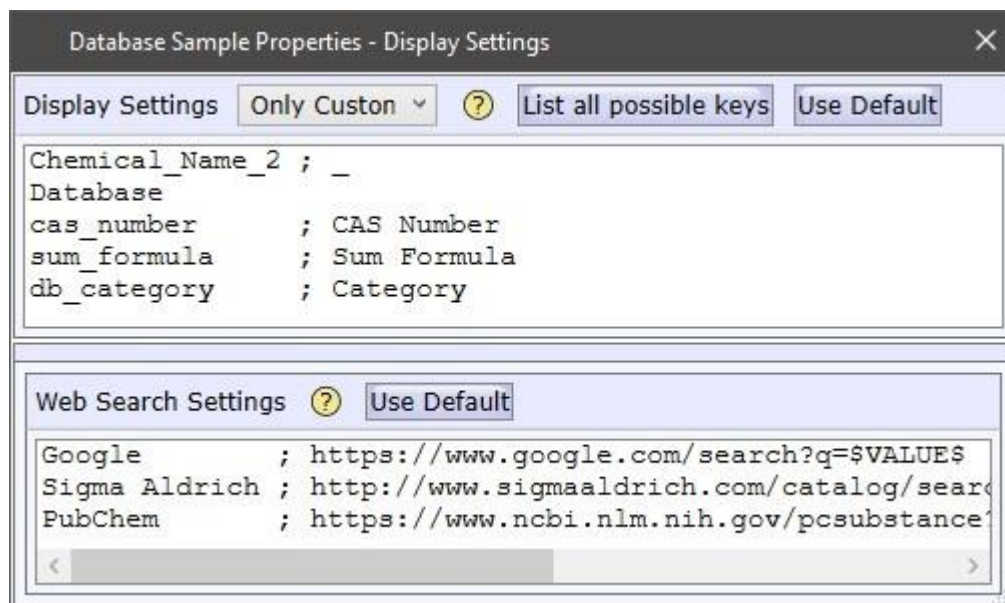 Database Sample Properties - Display Settings
Display Settings Only Custon ? List all possible keys Use Default
Chemical_Name_2 ; _
Database
cas_number ; CAS Number
sum_formula ; Sum Formula
db_category ; Category
Web Search Settings ? Use Default
Google ; https://www.google.com/search?q=$VALUE$
Sigma Aldrich ; http://www.sigmaaldrich.com/catalog/sear
PubChem ; https://www.ncbi.nlm.nih.gov/pcsubstance